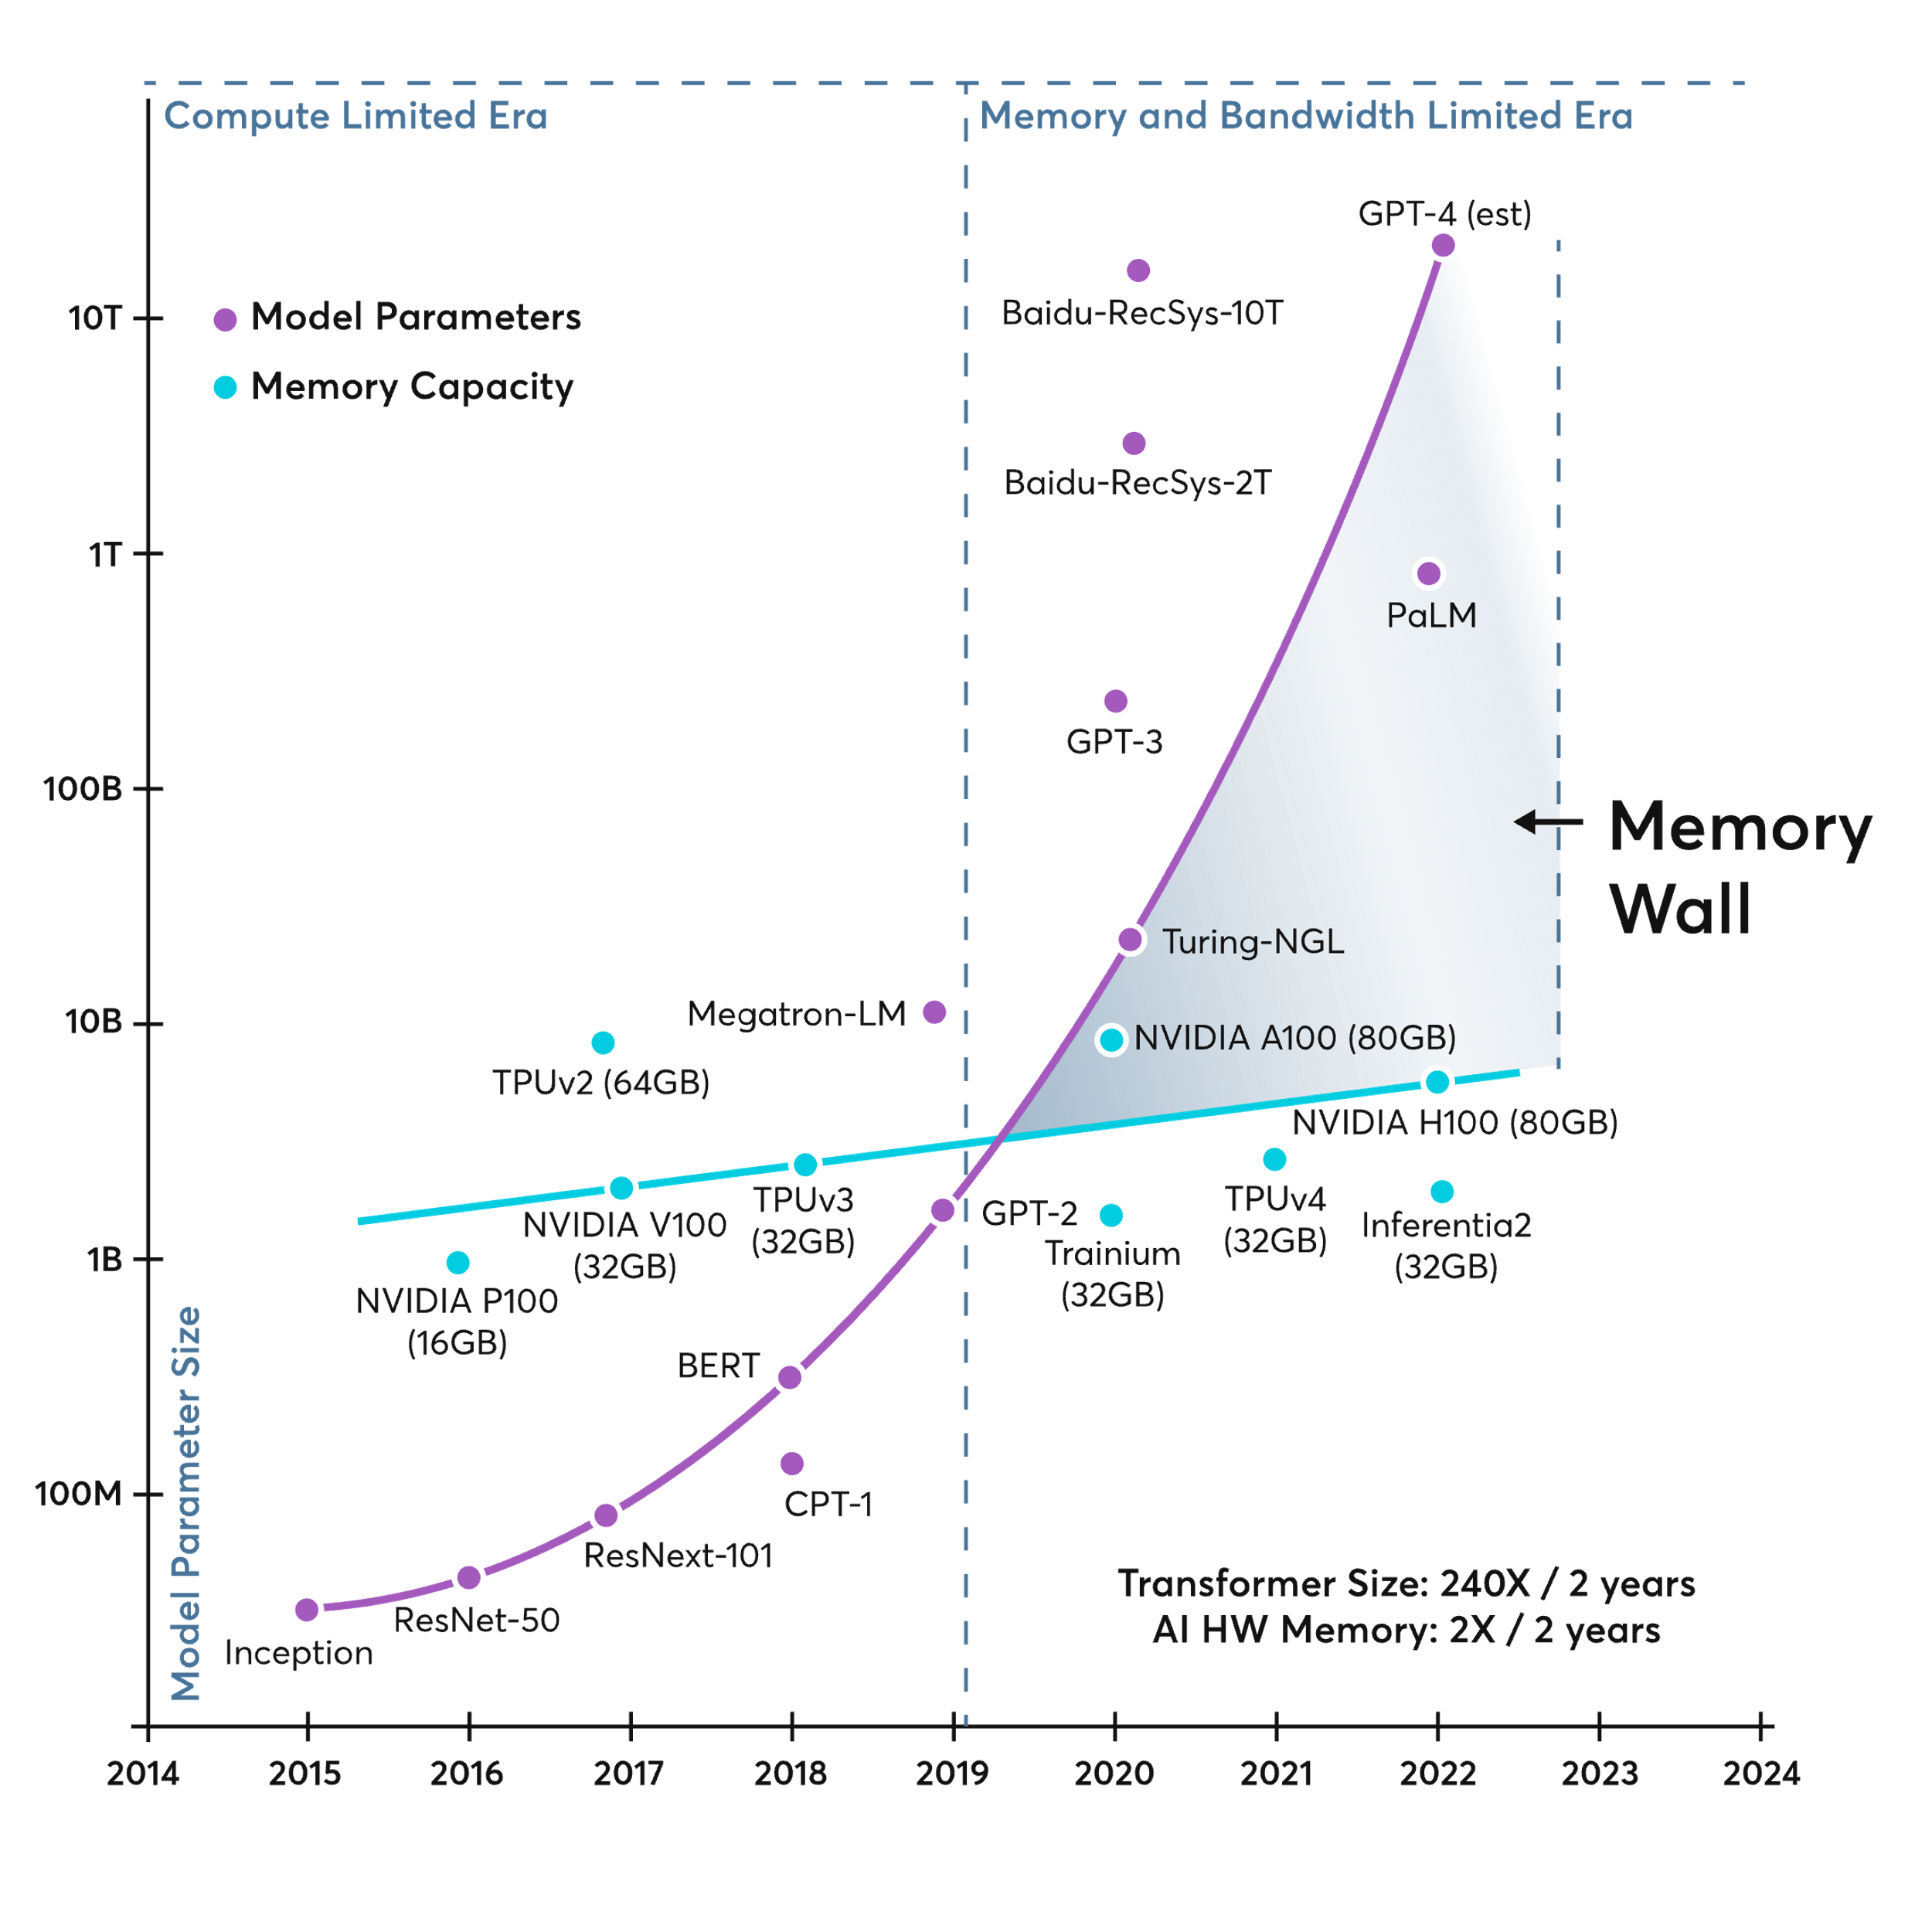 Compute Limited Era
Memory and Bandwidth Limited Era
GPT-4 (est)
Baidu-RecSys-10T
10T
Model Parameters
Memory Capacity
Baidu-RecSys-2T
1T
PaLM
GPT-3
100B
Memory
Wall
Turing-NGL
Megatron-LM
10B
NVIDIA A100 (80GB)
TPUv2 (64GB)
NVIDIA H100 (80GB)
TPUv3
(32GB)
NVIDIA V100
(32GB)
GPT-2
TPUv4
(32GB)
Trainium
(32GB)
Inferentia2
(32GB)
1B
NVIDIA P100
(16GB)
BERT
Model Parameter Size
100M
CPT-1
ResNext-101
ResNet-50
Inception
Transformer Size: 240X / 2 years
AI HW Memory: 2X / 2 years
2014
2015
2016
2017
2018
2019
2020
2021
2022
2023
2024